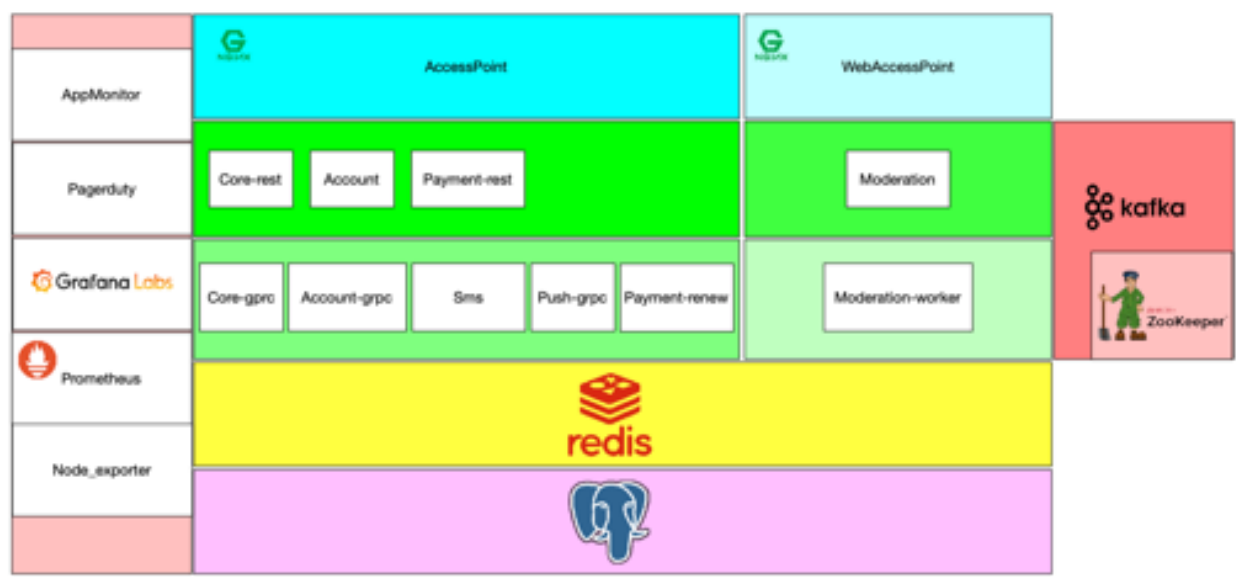 AppMonitor
Pagerduty
Grafana Labs
Prometheus
Node_exporter
AccessPoint
WebAccessPoint
Core-rest
Account
Payment-rest
Moderation
Core-gprc
Account-grpc
Sms
Push-grpc
Payment-renew
Moderation-worker
kafka
ZooKeeper
redis